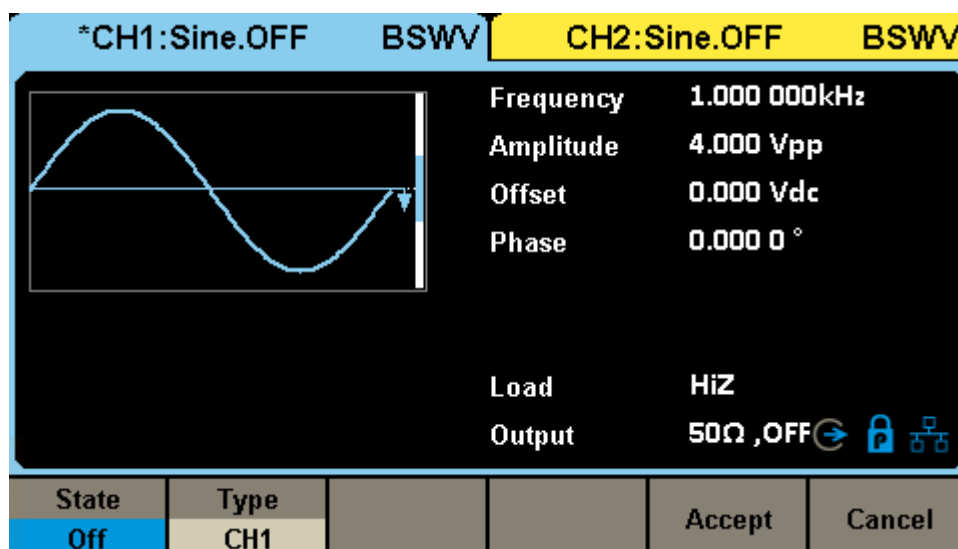 *CH1:Sine.OFF BSWV CH2:Sine.OFF BSWV
Frequency 1.000 000kHz
Amplitude 4.000 Vpp
Offset 0.000 Vdc
Phase 0.000 0 °
Load HiZ
Output 50Ω ,OFF
P
State Type
Off CH1
Accept Cancel